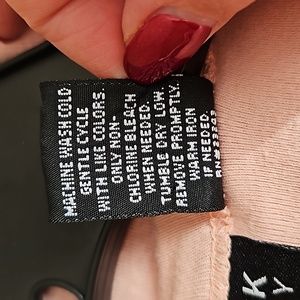 MACHINE WASH COLD
GENTLE CYCLE
WITH LIKE COLORS.
ONLY NON-
CHLORINE BLEACH
WHEN NEEDED.
TUMBLE DRY LOW
REMOVE PROMPTLY.
WARM IRON
IF NEEDED.
K
Y